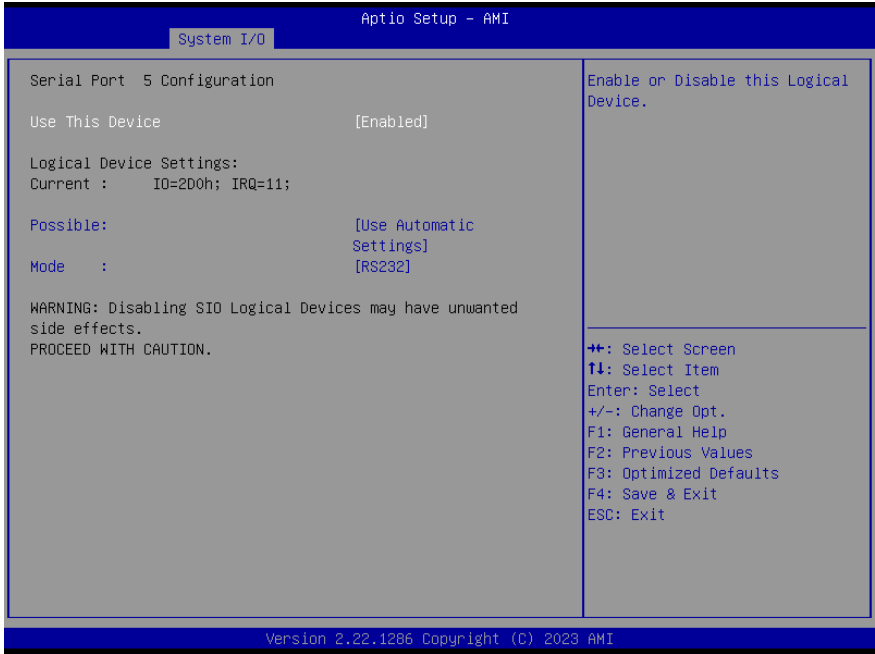 Aptio Setup – AMI
System I/O
Serial Port 5 Configuration
Use This Device [Enabled]
Logical Device Settings:
Current : IO=2D0h; IRQ=11;
Possible: [Use Automatic
Settings]
Mode : [RS232]
WARNING: Disabling SIO Logical Devices may have unwanted
side effects.
PROCEED WITH CAUTION.
Enable or Disable this Logical
Device.
→←: Select Screen
↑↓: Select Item
Enter: Select
+/-: Change Opt.
F1: General Help
F2: Previous Values
F3: Optimized Defaults
F4: Save & Exit
ESC: Exit
Version 2.22.1286 Copyright (C) 2023 AMI